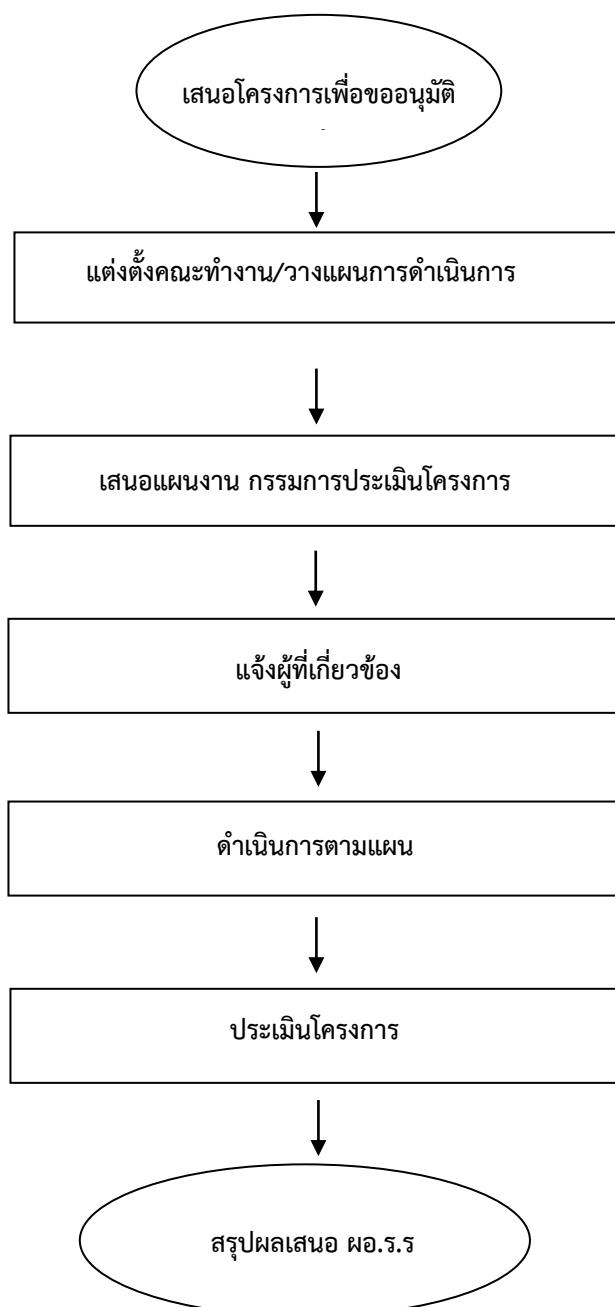 เสนอโครงการเพื่อขออนุมัติ
แต่งตั้งคณะทำงาน/วางแผนการดำเนินการ
เสนอแผนงาน กรรมการประเมินโครงการ
แจ้งผู้ที่เกี่ยวข้อง
ดำเนินการตามแผน
ประเมินโครงการ
สรุปผลเสนอ ผอ.ร.ร